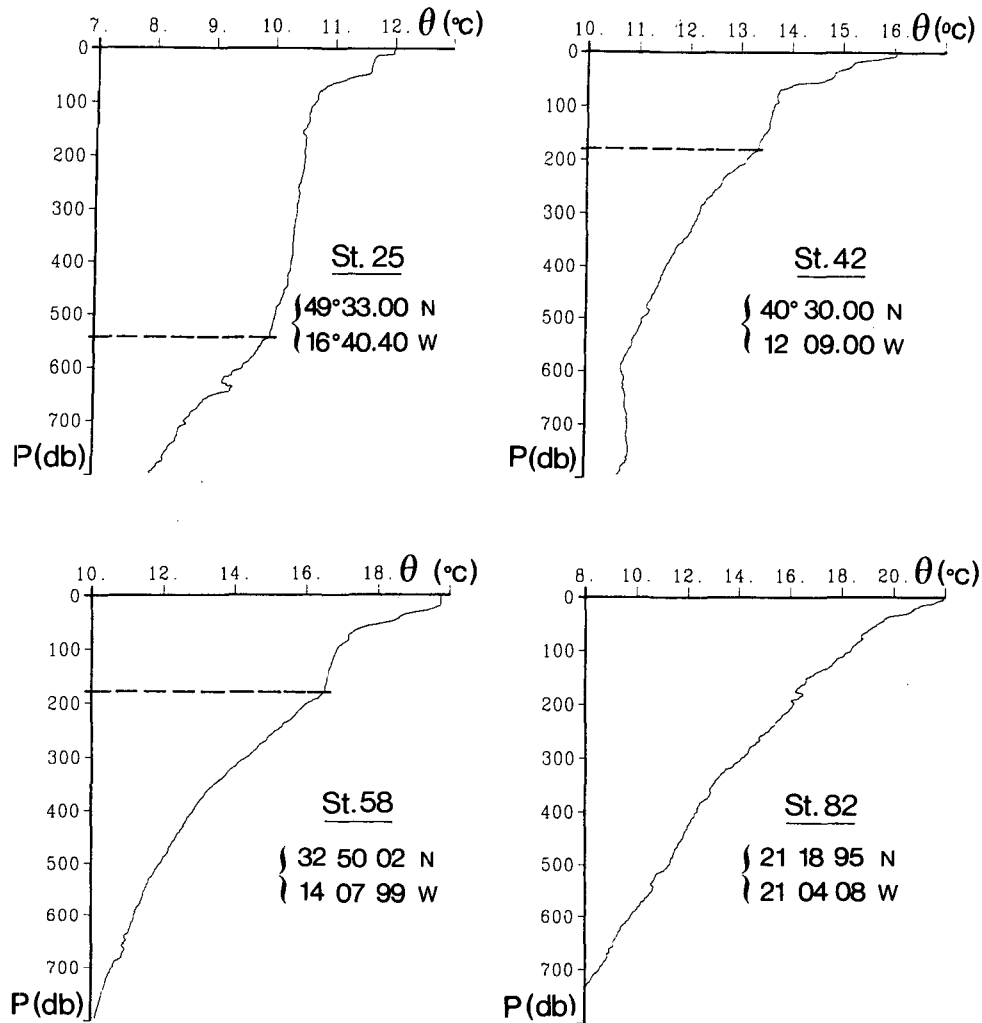 7. 8. 9. 10. 11. 12. θ (°C)
0
100
200
300
400
500
600
700
P(db)
St. 25
49°33.00 N
16°40.40 W
10. 11. 12. 13. 14. 15. 16. θ (°C)
0
100
200
300
400
500
600
700
P(db)
St. 42
40° 30.00 N
12 09.00 W
10. 12. 14. 16. 18. θ (°C)
0
100
200
300
400
500
600
700
P(db)
St. 58
32 50 02 N
14 07 99 W
8. 10. 12. 14. 16. 18. 20. θ (°C)
0
100
200
300
400
500
600
700
P(db)
St. 82
21 18 95 N
21 04 08 W